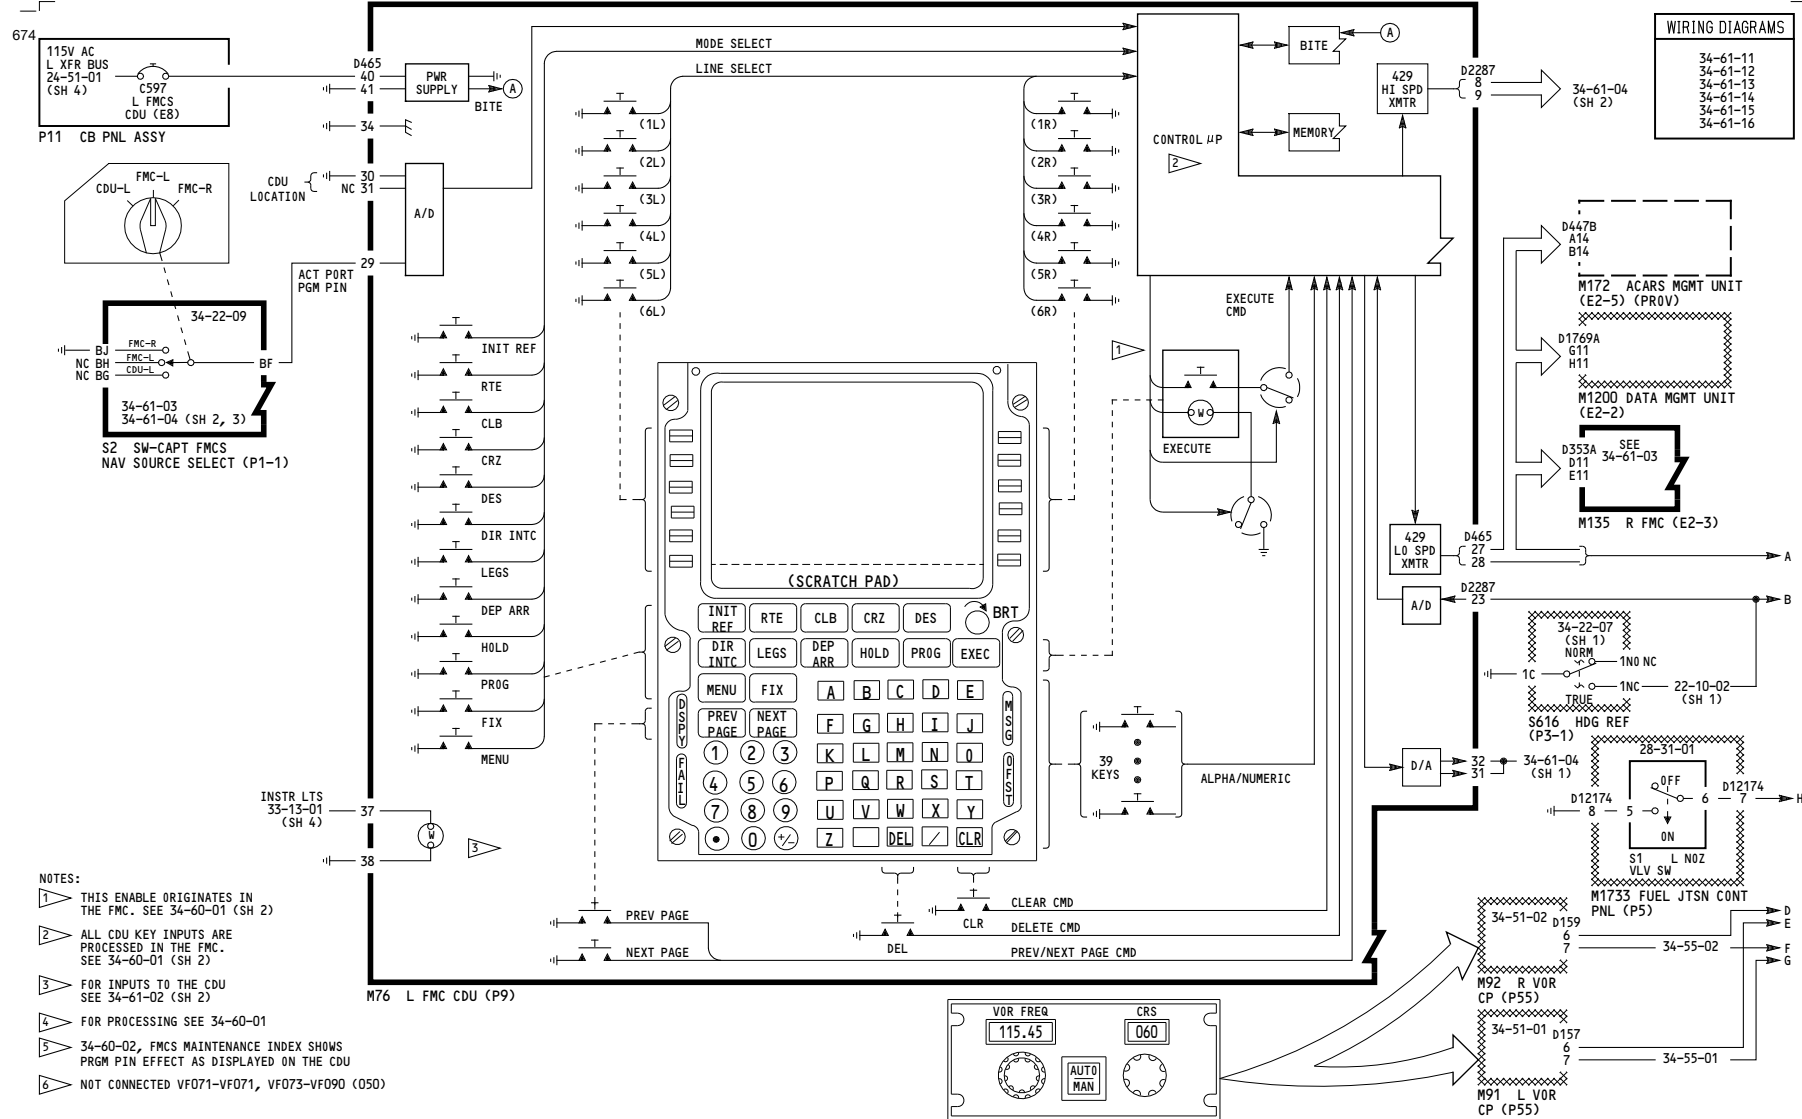 674
115V AC
L XFR BUS
24-51-01
(SH 4)
C597
L FMCS
CDU (E8)
P11 CB PNL ASSY
D465
40
41
PWR
SUPPLY
A
BITE
34
CDU
LOCATION
30
NC 31
A/D
29
ACT PORT
PGM PIN
FMC-L
CDU-L
FMC-R
34-22-09
BJ FMC-R
NC BH FMC-L
NC BG CDU-L
BF
34-61-03
34-61-04 (SH 2, 3)
S2 SW-CAPT FMCS
NAV SOURCE SELECT (P1-1)
MODE SELECT
LINE SELECT
(1L)
(2L)
(3L)
(4L)
(5L)
(6L)
(1R)
(2R)
(3R)
(4R)
(5R)
(6R)
INIT REF
RTE
CLB
CRZ
DES
DIR INTC
LEGS
DEP ARR
HOLD
PROG
FIX
MENU
INSTR LTS
33-13-01
(SH 4)
37
W
38
3
CONTROL μP
2
BITE
A
MEMORY
429
HI SPD
XMTR
D2287
8
9
34-61-04
(SH 2)
WIRING DIAGRAMS
34-61-11
34-61-12
34-61-13
34-61-14
34-61-15
34-61-16
EXECUTE
CMD
1
W
EXECUTE
(SCRATCH PAD)
INIT
REF
RTE
CLB
CRZ
DES
BRT
DIR
INTC
LEGS
DEP
ARR
HOLD
PROG
EXEC
MENU
FIX
PREV
PAGE
NEXT
PAGE
A B C D E
F G H I J
K L M N O
P Q R S T
U V W X Y
Z DEL / CLR
1 2 3
4 5 6
7 8 9
• 0 +/-
DSPY
FAIL
MSG
OFST
39
KEYS
ALPHA/NUMERIC
CLR
CLEAR CMD
DEL
DELETE CMD
PREV PAGE
NEXT PAGE
PREV/NEXT PAGE CMD
M76 L FMC CDU (P9)
D447B
A14
B14
M172 ACARS MGMT UNIT
(E2-5) (PROV)
D1769A
G11
H11
M1200 DATA MGMT UNIT
(E2-2)
D353A
D11
E11
SEE
34-61-03
M135 R FMC (E2-3)
429
LO SPD
XMTR
D465
27
28
A
A/D
D2287
23
B
34-22-07
(SH 1)
NORM
1NO NC
1C
1NC
TRUE
22-10-02
(SH 1)
S616 HDG REF
(P3-1)
D/A
32
31
34-61-04
(SH 1)
28-31-01
OFF
D12174
8
5
6
D12174
7
H
ON
S1 L NOZ
VLV SW
M1733 FUEL JTSN CONT
PNL (P5)
34-51-02
D159
6
7
34-55-02
D
E
F
G
M92 R VOR
CP (P55)
34-51-01
D157
6
7
34-55-01
M91 L VOR
CP (P55)
VOR FREQ
115.45
CRS
060
AUTO
MAN
NOTES:
1 THIS ENABLE ORIGINATES IN
THE FMC. SEE 34-60-01 (SH 2)
2 ALL CDU KEY INPUTS ARE
PROCESSED IN THE FMC.
SEE 34-60-01 (SH 2)
3 FOR INPUTS TO THE CDU
SEE 34-61-02 (SH 2)
4 FOR PROCESSING SEE 34-60-01
5 34-60-02, FMCS MAINTENANCE INDEX SHOWS
PRGM PIN EFFECT AS DISPLAYED ON THE CDU
6 NOT CONNECTED VF071-VF071, VF073-VF090 (050)